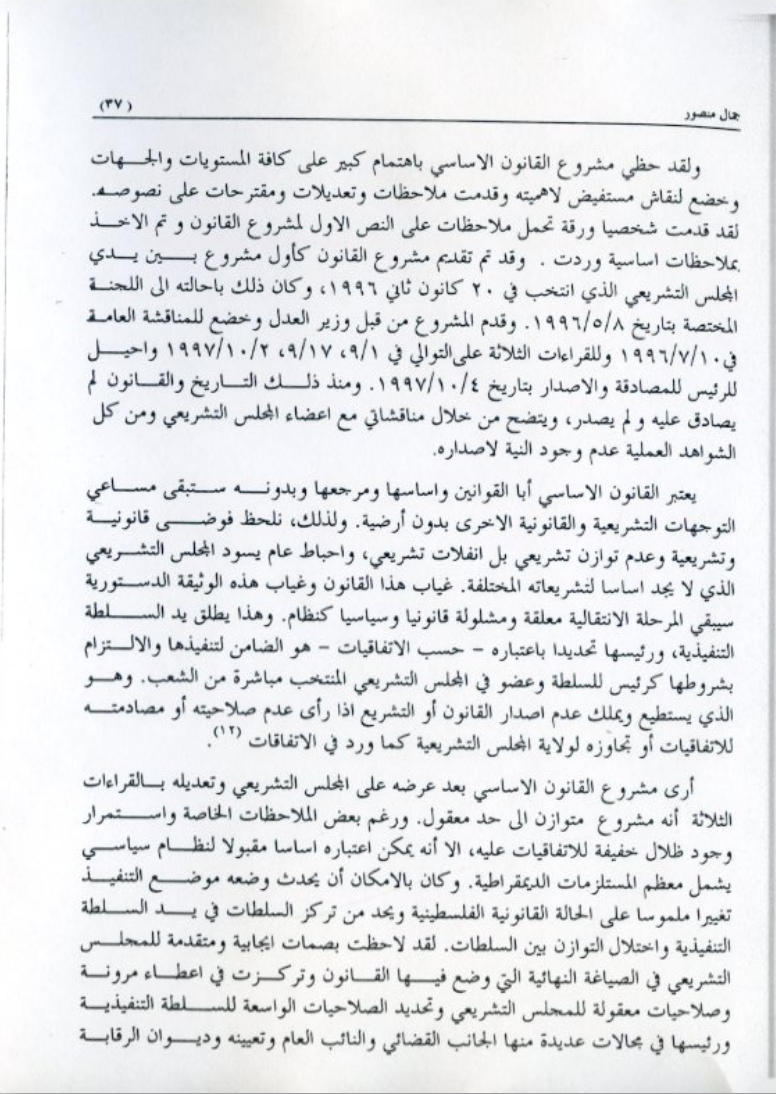 جمال منصور
(٣٧)
ولقد حظي مشروع القانون الاساسي باهتمام كبير على كافة المستويات والجهات
وخضع لنقاش مستفيض لاهميته وقدمت ملاحظات وتعديلات ومقترحات على نصوصه.
لقد قدمت شخصيا ورقة تحمل ملاحظات على النص الاول لمشروع القانون و تم الاخذ
بملاحظات اساسية وردت . وقد تم تقديم مشروع القانون كأول مشروع بين يدي
المجلس التشريعي الذي انتخب في ٢٠ كانون ثاني ١٩٩٦، وكان ذلك باحالته الى اللجنة
المختصة بتاريخ ١٩٩٦/٥/٨. وقدم المشروع من قبل وزير العدل وخضع للمناقشة العامة
في ١٩٩٦/٧/١٠ وللقراءات الثلاثة على التوالي في ٩/١، ٩/١٧، ١٩٩٧/١٠/٢ واحيل
للرئيس للمصادقة والاصدار بتاريخ ١٩٩٧/١٠/٤. ومنذ ذلك التاريخ والقانون لم
يصادق عليه و لم يصدر، ويتضح من خلال مناقشاتي مع اعضاء المجلس التشريعي ومن كل
الشواهد العملية عدم وجود النية لاصداره.
يعتبر القانون الاساسي أبا القوانين واساسها ومرجعها وبدونه ستبقى مساعي
التوجهات التشريعية والقانونية الاخرى بدون أرضية. ولذلك، نلحظ فوضى قانونية
وتشريعية وعدم توازن تشريعي بل انفلات تشريعي، واحباط عام يسود المجلس التشريعي
الذي لا يجد اساسا لتشريعاته المختلفة. غياب هذا القانون وغياب هذه الوثيقة الدستورية
سيبقي المرحلة الانتقالية معلقة ومشلولة قانونيا وسياسيا كنظام. وهذا يطلق يد السلطة
التنفيذية، ورئيسها تحديدا باعتباره – حسب الاتفاقيات – هو الضامن لتنفيذها والالتزام
بشروطها كرئيس للسلطة وعضو في المجلس التشريعي المنتخب مباشرة من الشعب. وهو
الذي يستطيع ويملك عدم اصدار القانون أو التشريع اذا رأى عدم صلاحيته أو مصادمته
للاتفاقيات أو تجاوزه لولاية المجلس التشريعية كما ورد في الاتفاقات (١٢).
أرى مشروع القانون الاساسي بعد عرضه على المجلس التشريعي وتعديله بالقراءات
الثلاثة أنه مشروع متوازن الى حد معقول. ورغم بعض الملاحظات الخاصة واستمرار
وجود ظلال خفيفة للاتفاقيات عليه، الا أنه يمكن اعتباره اساسا مقبولا لنظام سياسي
يشمل معظم المستلزمات الديمقراطية. وكان بالامكان أن يحدث وضعه موضع التنفيذ
تغييرا ملموسا على الحالة القانونية الفلسطينية ويحد من تركز السلطات في يد السلطة
التنفيذية واختلال التوازن بين السلطات. لقد لاحظت بصمات ايجابية ومتقدمة للمجلس
التشريعي في الصياغة النهائية التي وضع فيها القانون وتركزت في اعطاء مرونة
وصلاحيات معقولة للمجلس التشريعي وتحديد الصلاحيات الواسعة للسلطة التنفيذية
ورئيسها في مجالات عديدة منها الجانب القضائي والنائب العام وتعيينه وديوان الرقابة